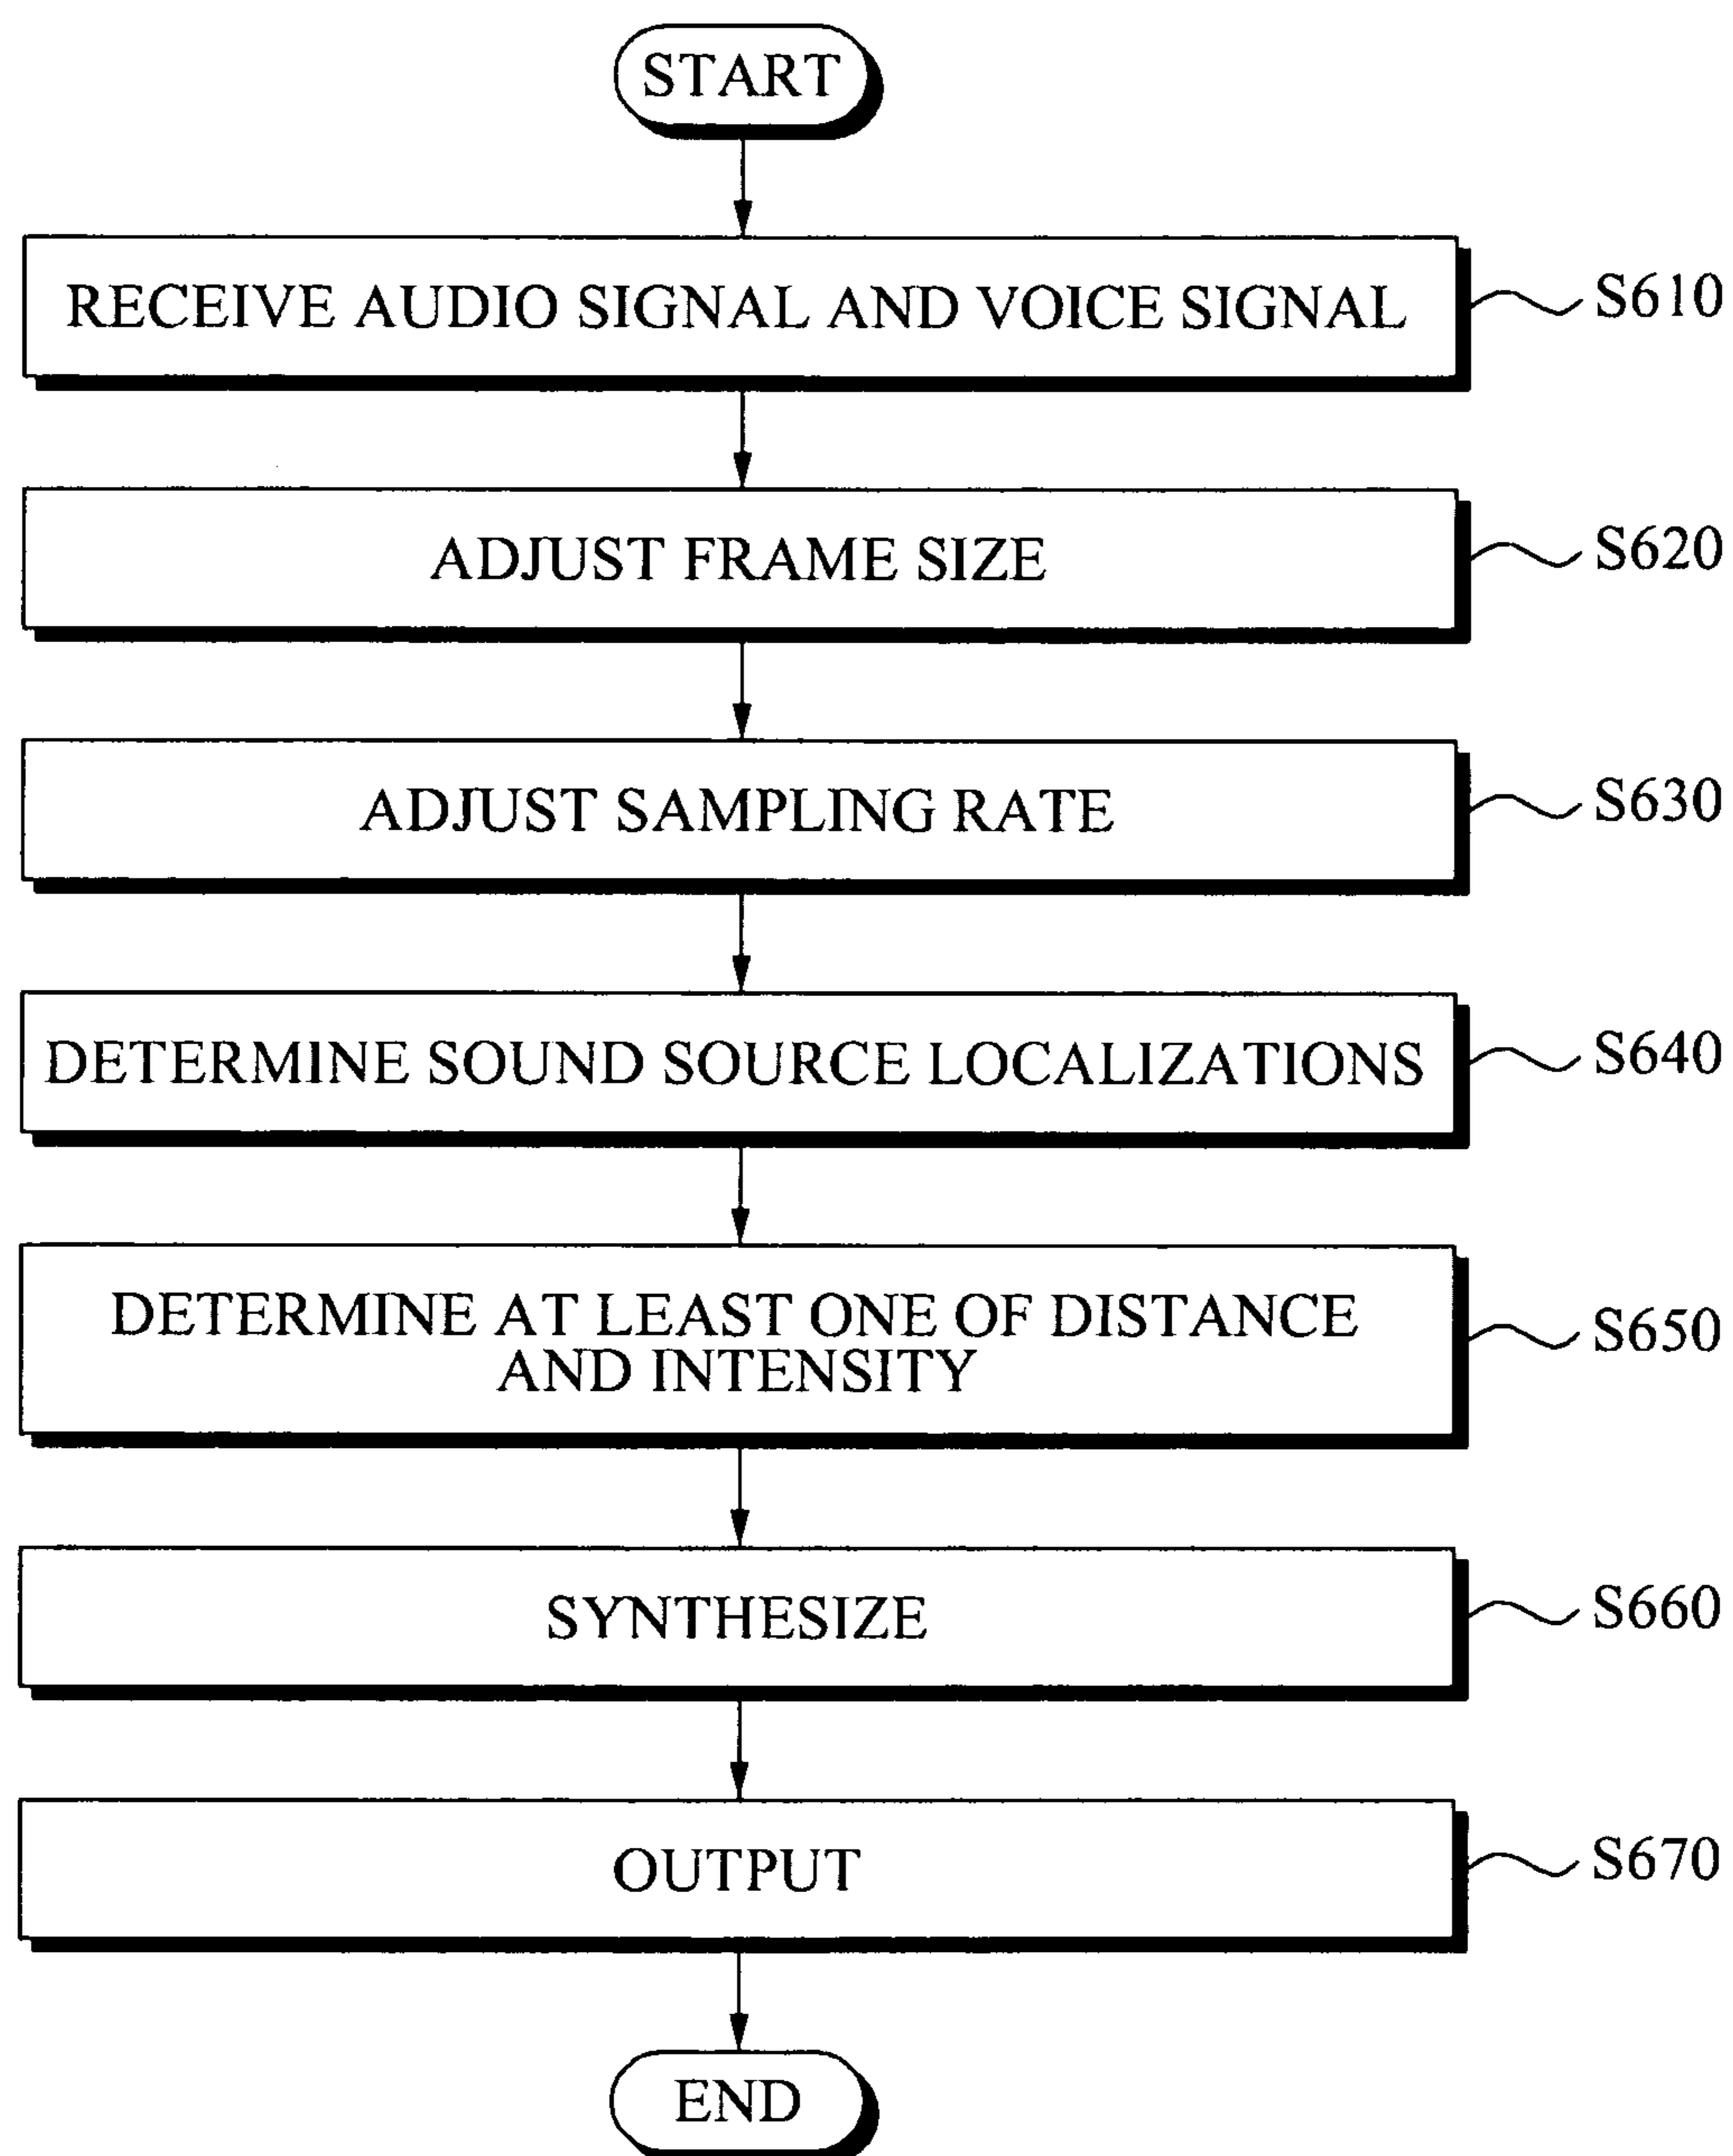 START
RECEIVE AUDIO SIGNAL AND VOICE SIGNAL
S610
ADJUST FRAME SIZE
S620
ADJUST SAMPLING RATE
S630
DETERMINE SOUND SOURCE LOCALIZATIONS
S640
DETERMINE AT LEAST ONE OF DISTANCE
AND INTENSITY
S650
SYNTHESIZE
S660
OUTPUT
S670
END